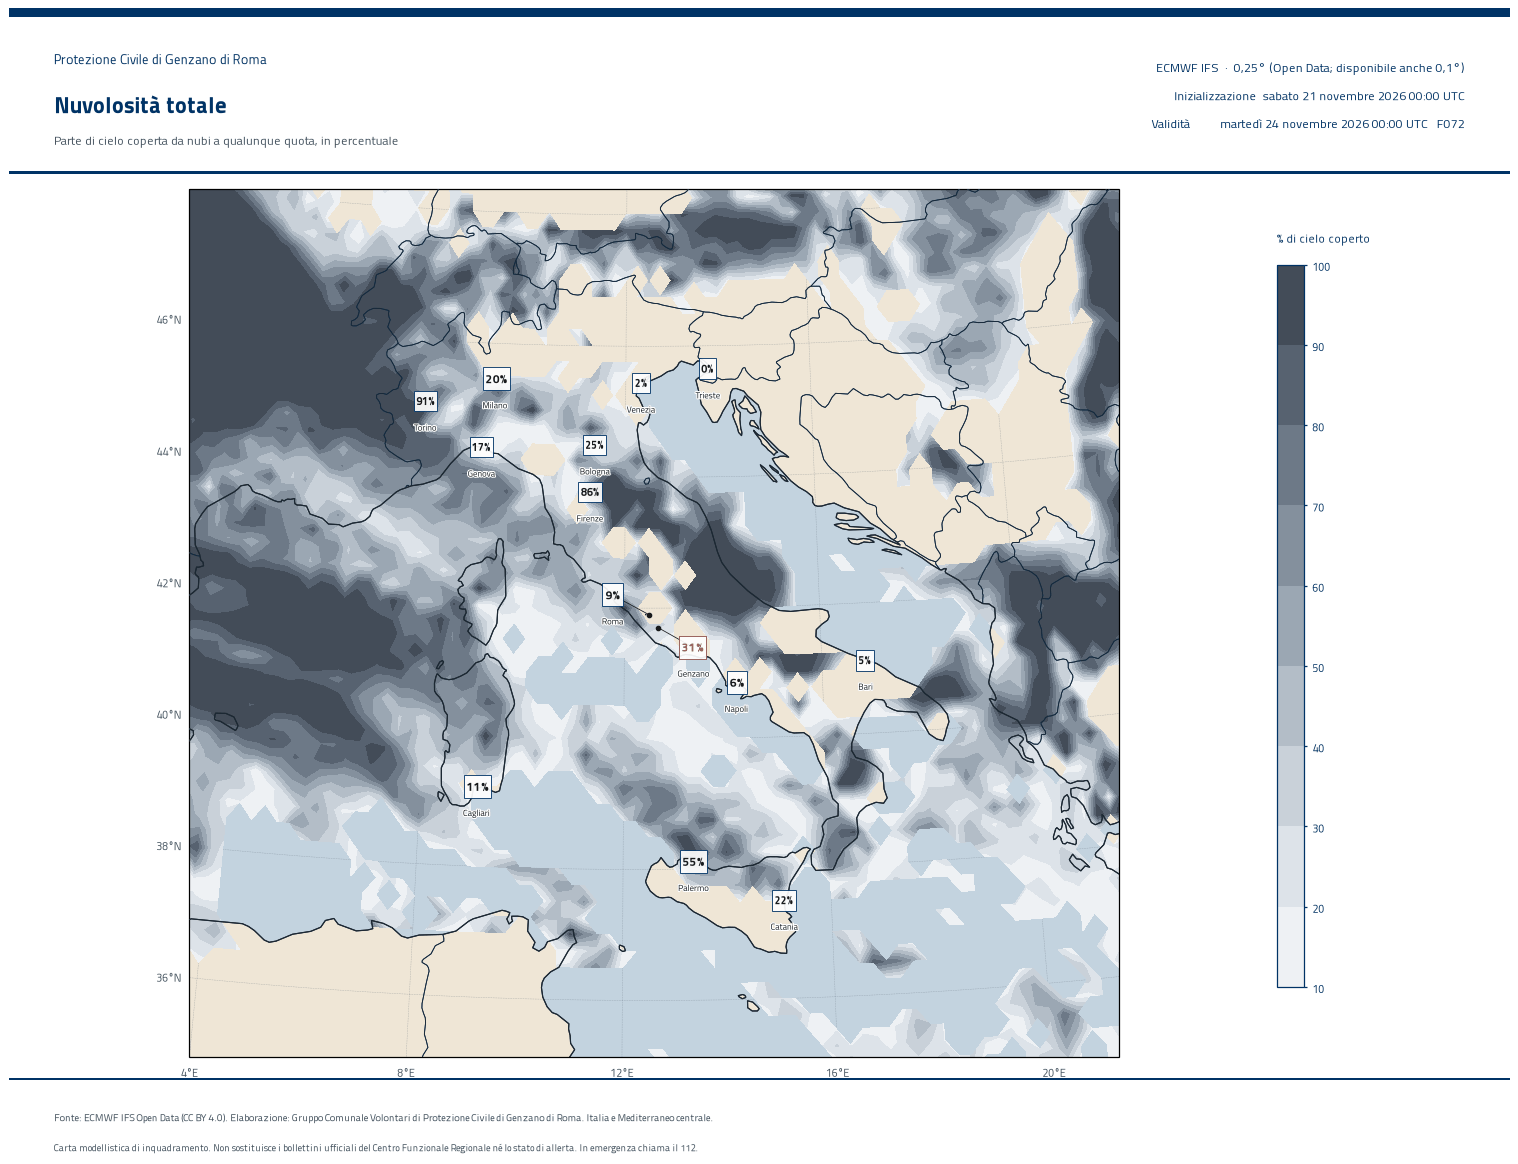 Protezione Civile di Genzano di Roma
Nuvolosità totale
Parte di cielo coperta da nubi a qualunque quota, in percentuale
ECMWF IFS · 0,25° (Open Data; disponibile anche 0,1°)
Inizializzazione sabato 21 novembre 2026 00:00 UTC
Validità martedì 24 novembre 2026 00:00 UTC F072
% di cielo coperto
100
90
80
70
60
50
40
30
20
10
46°N
44°N
42°N
40°N
38°N
36°N
4°E
8°E
12°E
16°E
20°E
0%
Trieste
2%
Venezia
20%
Milano
91%
Torino
17%
Genova
25%
Bologna
86%
Firenze
9%
Roma
31%
Genzano
6%
Napoli
5%
Bari
11%
Cagliari
55%
Palermo
22%
Catania
Fonte: ECMWF IFS Open Data (CC BY 4.0). Elaborazione: Gruppo Comunale Volontari di Protezione Civile di Genzano di Roma. Italia e Mediterraneo centrale.
Carta modellistica di inquadramento. Non sostituisce i bollettini ufficiali del Centro Funzionale Regionale né lo stato di allerta. In emergenza chiama il 112.